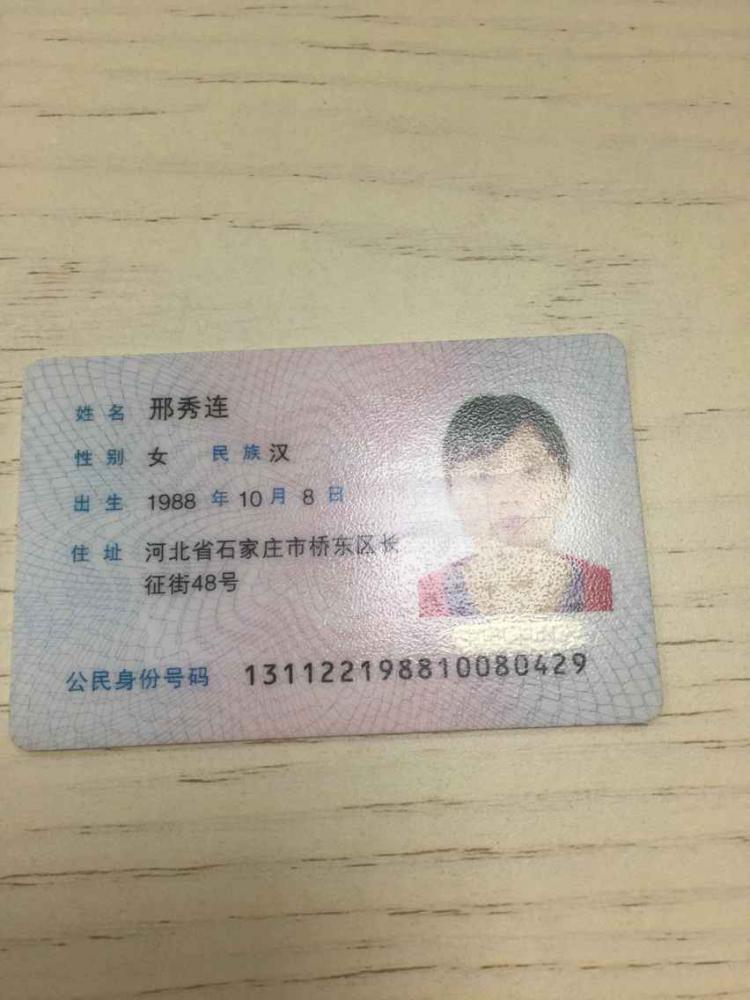 姓名 邢秀连
性别 女 民族 汉
出生 1988 年 10 月 8 日
住址 河北省石家庄市桥东区长
征街48号
公民身份号码 131122198810080429